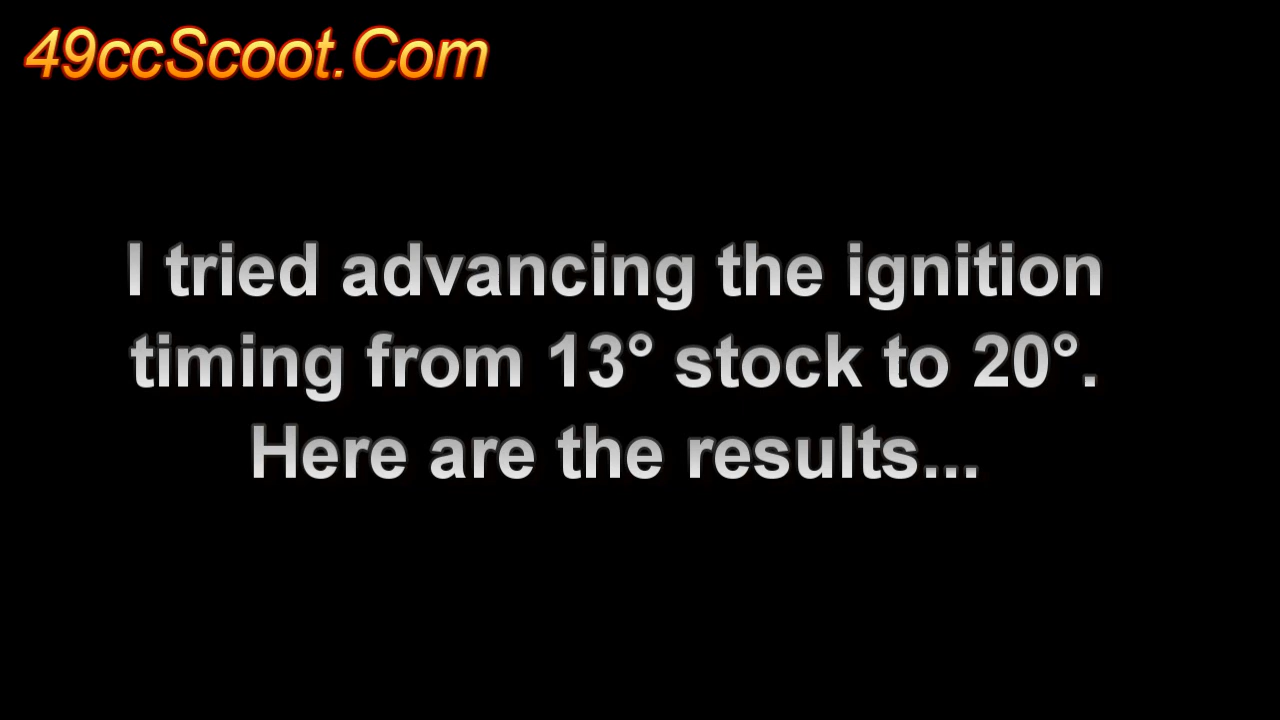 49ccScoot.Com
I tried advancing the ignition
timing from 13° stock to 20°.
Here are the results...